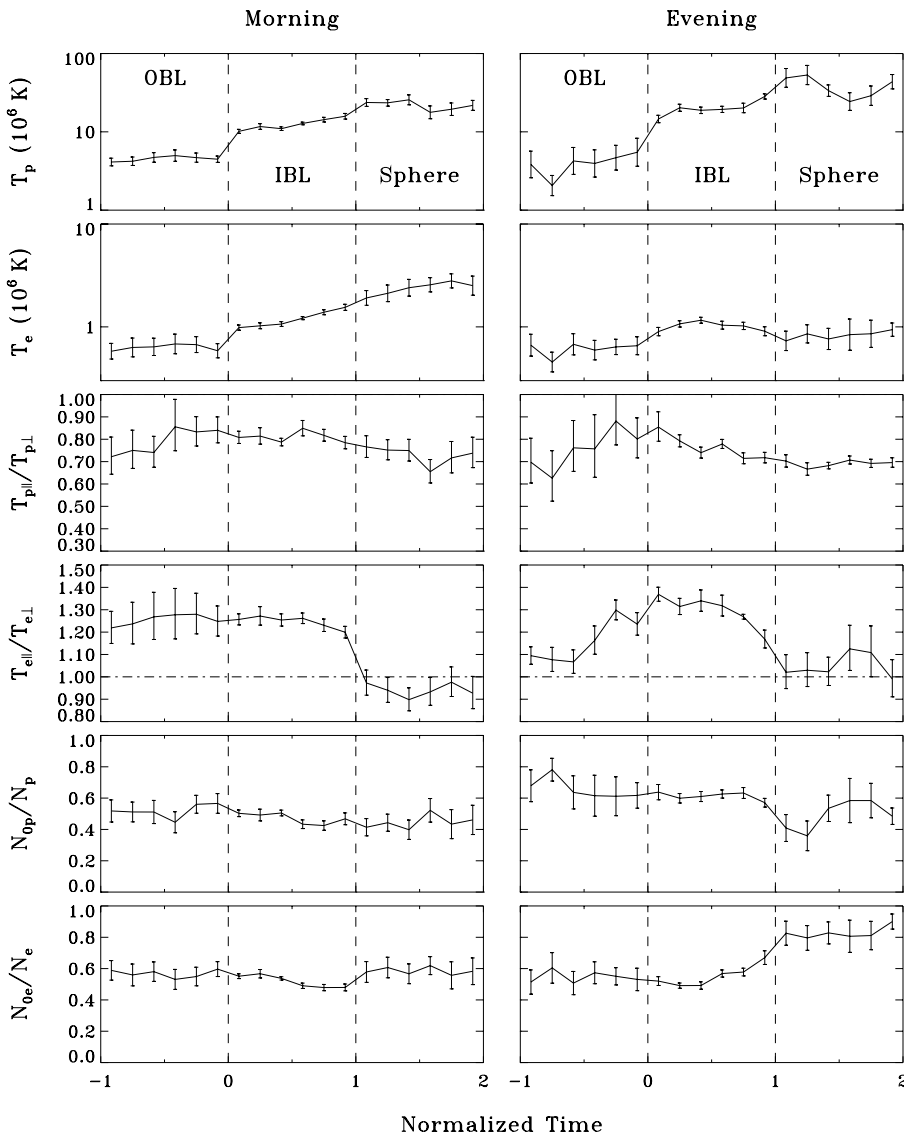 Morning Evening
T_p (10^6 K)
100
10
1
OBL
IBL
Sphere
OBL
IBL
Sphere
T_e (10^6 K)
10
1
T_p∥/T_p⊥
1.00
0.90
0.80
0.70
0.60
0.50
0.40
0.30
T_e∥/T_e⊥
1.50
1.40
1.30
1.20
1.10
1.00
0.90
0.80
N_0p/N_p
1.0
0.8
0.6
0.4
0.2
0.0
N_0e/N_e
1.0
0.8
0.6
0.4
0.2
0.0
−1 0 1 2
−1 0 1 2
Normalized Time